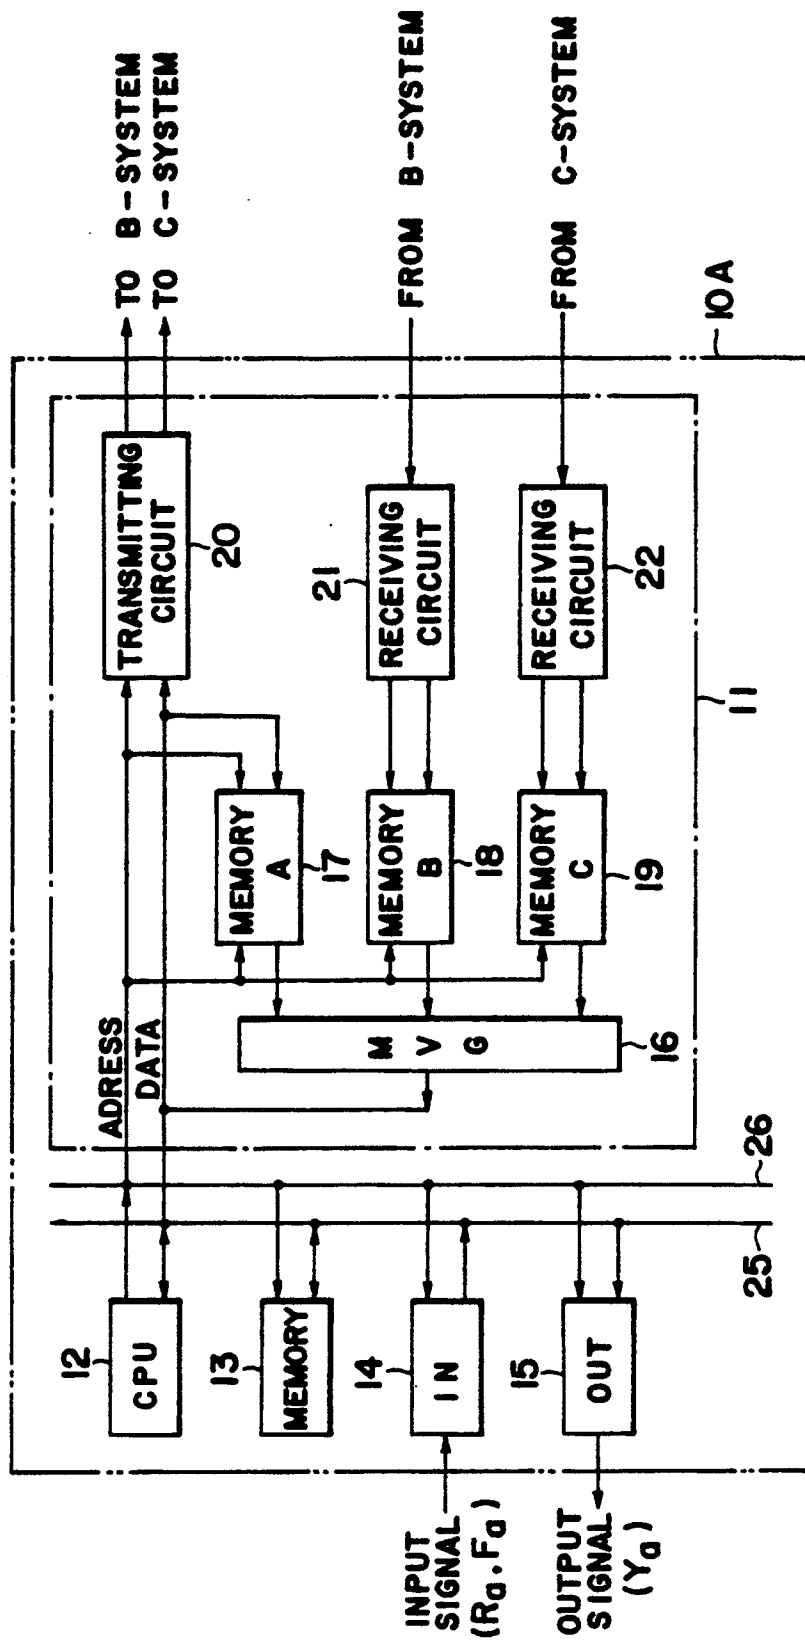 TO B-SYSTEM
TO C-SYSTEM
FROM B-SYSTEM
FROM C-SYSTEM
10A
TRANSMITTING
CIRCUIT
20
21
RECEIVING
CIRCUIT
RECEIVING
CIRCUIT
22
11
MEMORY
A
17
MEMORY
B
18
MEMORY
C
19
ADRESS
DATA
M V G
16
26
25
12
CPU
13
MEMORY
14
IN
15
OUT
INPUT
SIGNAL
(Ra.Fa)
OUTPUT
SIGNAL
(Ya)